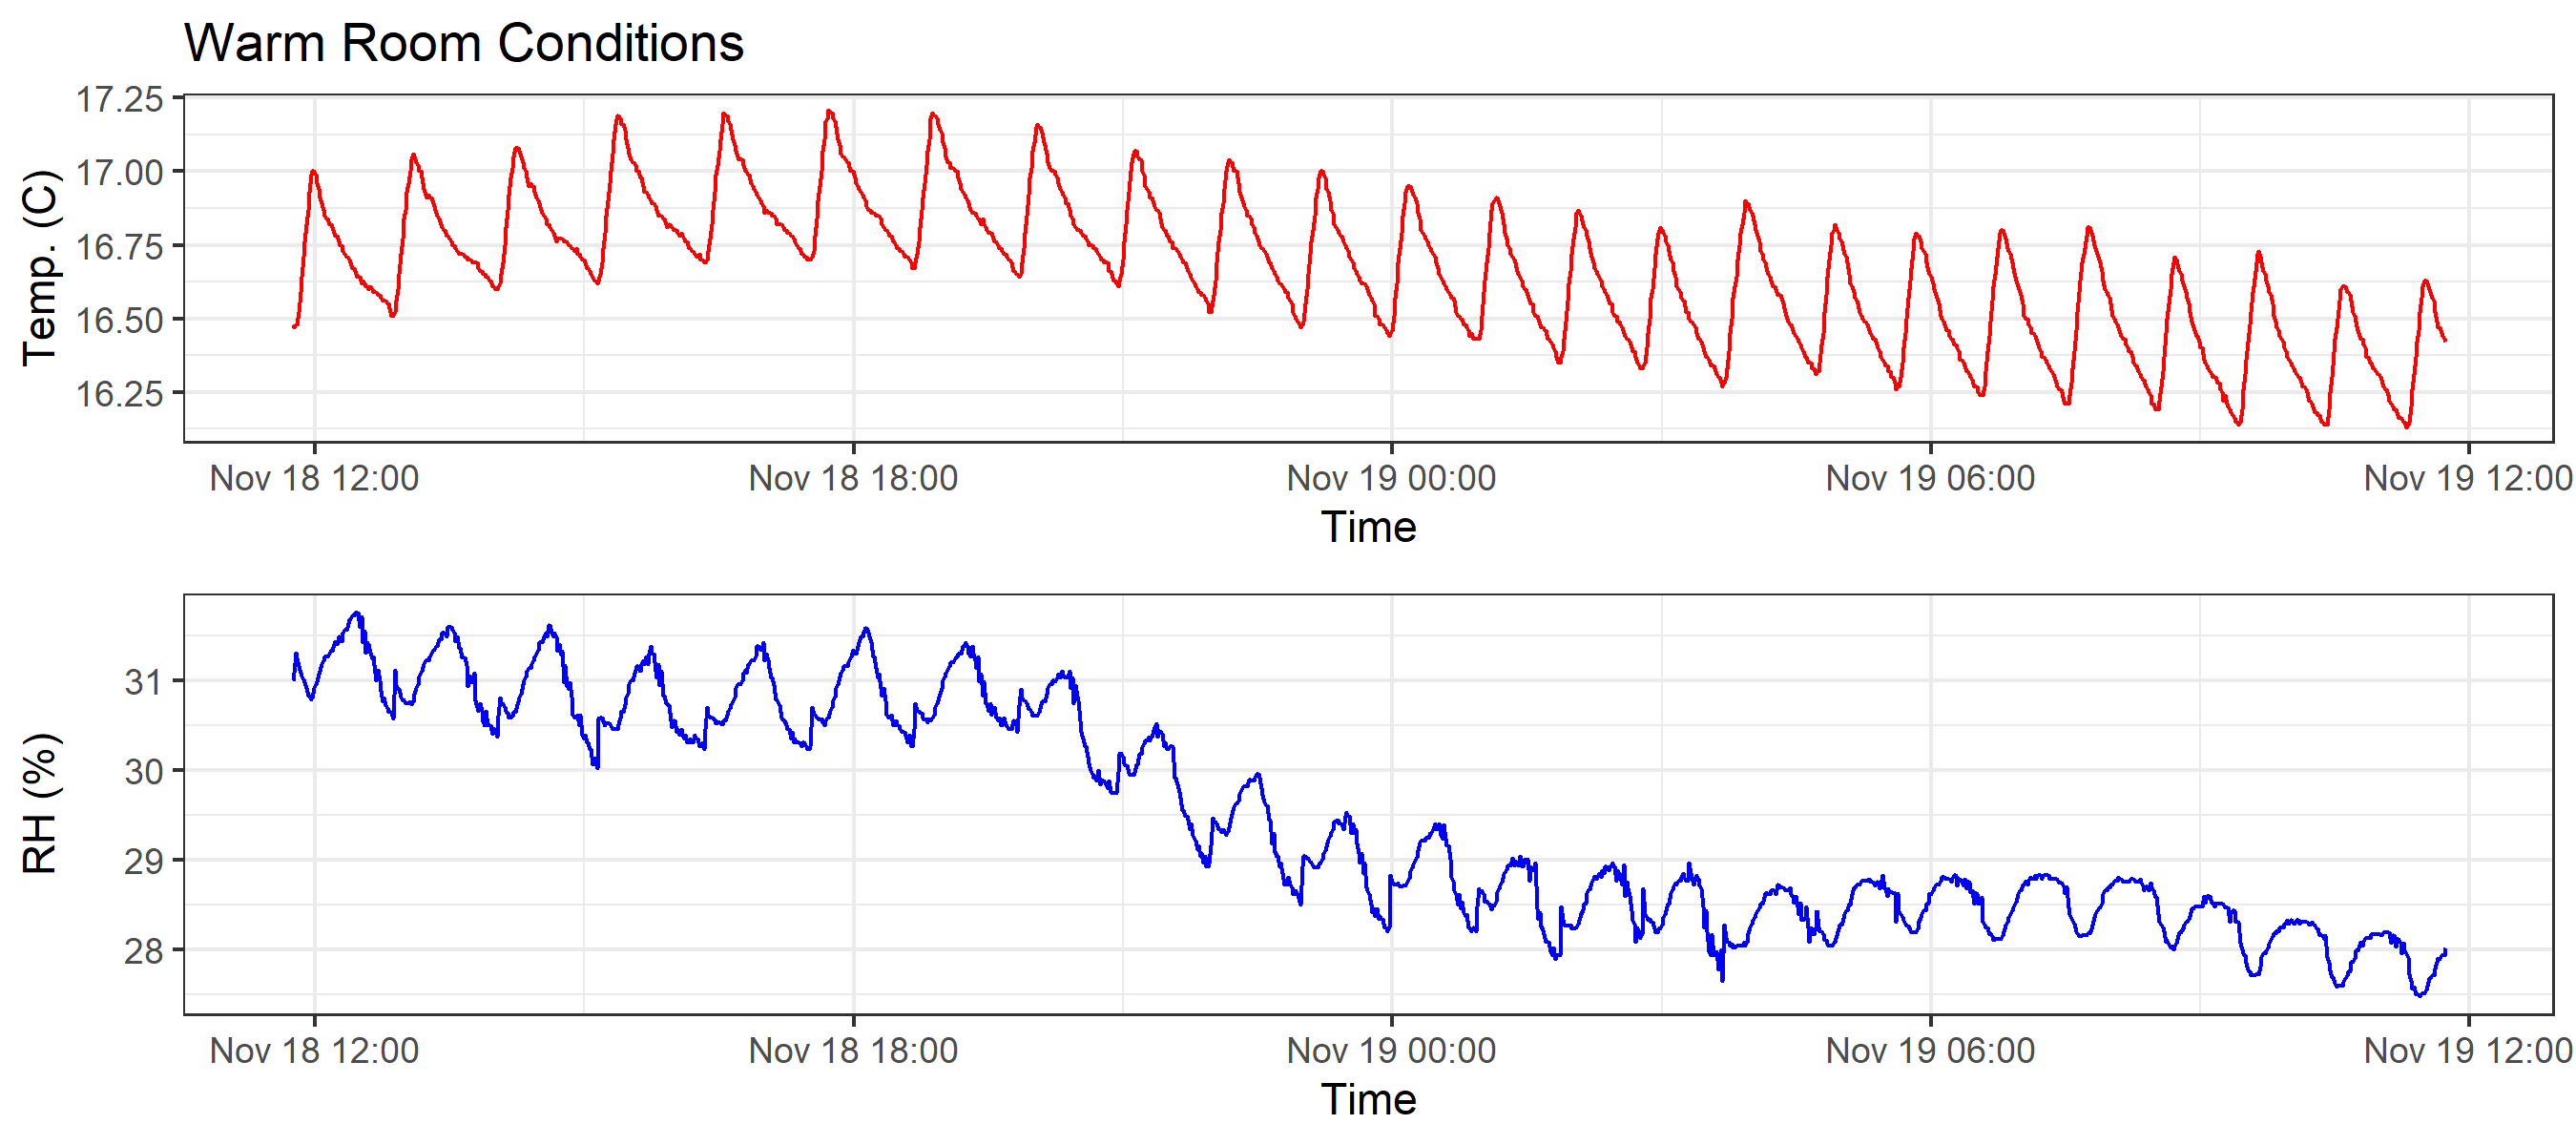 Warm Room Conditions
Temp. (C)
17.25
17.00
16.75
16.50
16.25
Nov 18 12:00 Nov 18 18:00 Nov 19 00:00 Nov 19 06:00 Nov 19 12:00
Time
RH (%)
31
30
29
28
Nov 18 12:00 Nov 18 18:00 Nov 19 00:00 Nov 19 06:00 Nov 19 12:00
Time